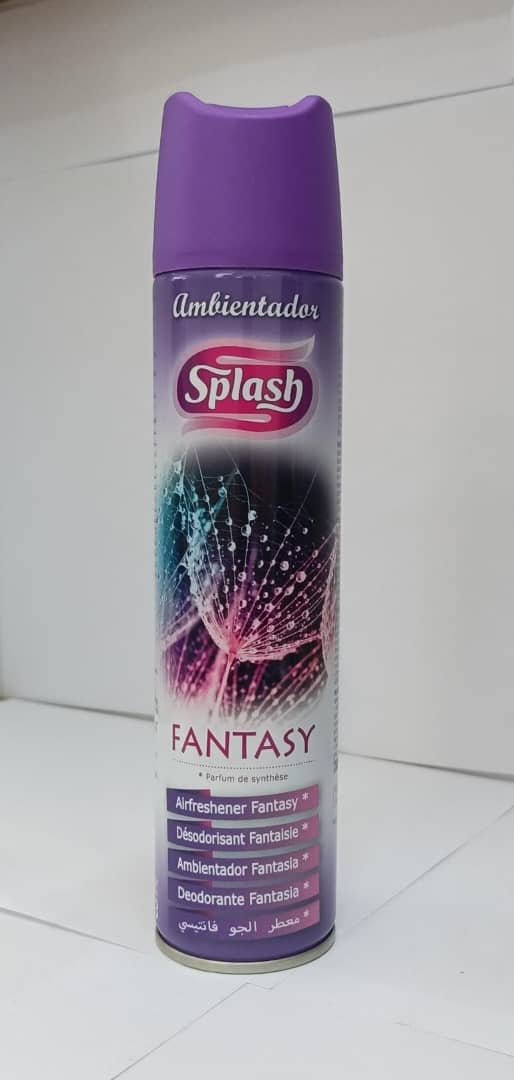 Ambientador
Splash
FANTASY
* Parfum de synthèse
Airfreshener Fantasy *
Désodorisant Fantaisie *
Ambientador Fantasia *
Deodorante Fantasia *
معطر الجو فانتيسي *